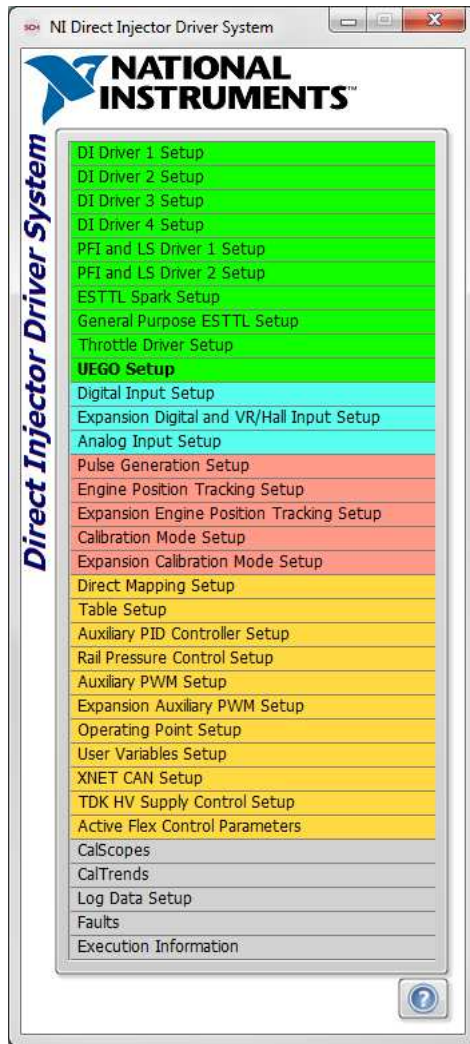 NI Direct Injector Driver System
NATIONAL
INSTRUMENTS™
Direct Injector Driver System
DI Driver 1 Setup
DI Driver 2 Setup
DI Driver 3 Setup
DI Driver 4 Setup
PFI and LS Driver 1 Setup
PFI and LS Driver 2 Setup
ESTTL Spark Setup
General Purpose ESTTL Setup
Throttle Driver Setup
UEGO Setup
Digital Input Setup
Expansion Digital and VR/Hall Input Setup
Analog Input Setup
Pulse Generation Setup
Engine Position Tracking Setup
Expansion Engine Position Tracking Setup
Calibration Mode Setup
Expansion Calibration Mode Setup
Direct Mapping Setup
Table Setup
Auxiliary PID Controller Setup
Rail Pressure Control Setup
Auxiliary PWM Setup
Expansion Auxiliary PWM Setup
Operating Point Setup
User Variables Setup
XNET CAN Setup
TDK HV Supply Control Setup
Active Flex Control Parameters
CalScopes
CalTrends
Log Data Setup
Faults
Execution Information
?